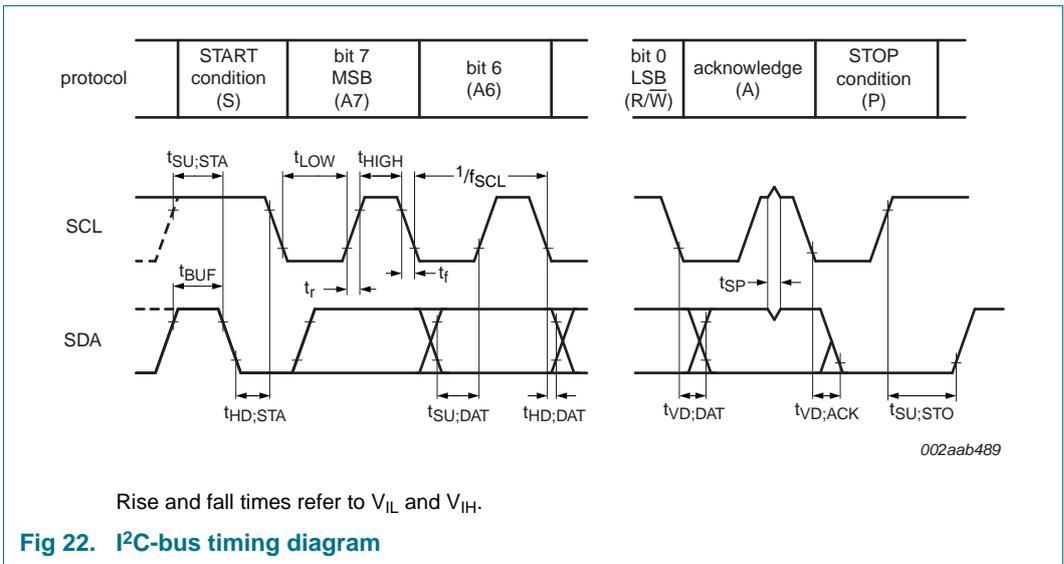 protocol
START
condition
(S)
bit 7
MSB
(A7)
bit 6
(A6)
bit 0
LSB
(R/W̅)
acknowledge
(A)
STOP
condition
(P)
tSU;STA
tLOW
tHIGH
1/fSCL
SCL
tBUF
tr
tf
tSP
SDA
tHD;STA
tSU;DAT
tHD;DAT
tVD;DAT
tVD;ACK
tSU;STO
002aab489
Rise and fall times refer to VIL and VIH.
Fig 22. I²C-bus timing diagram